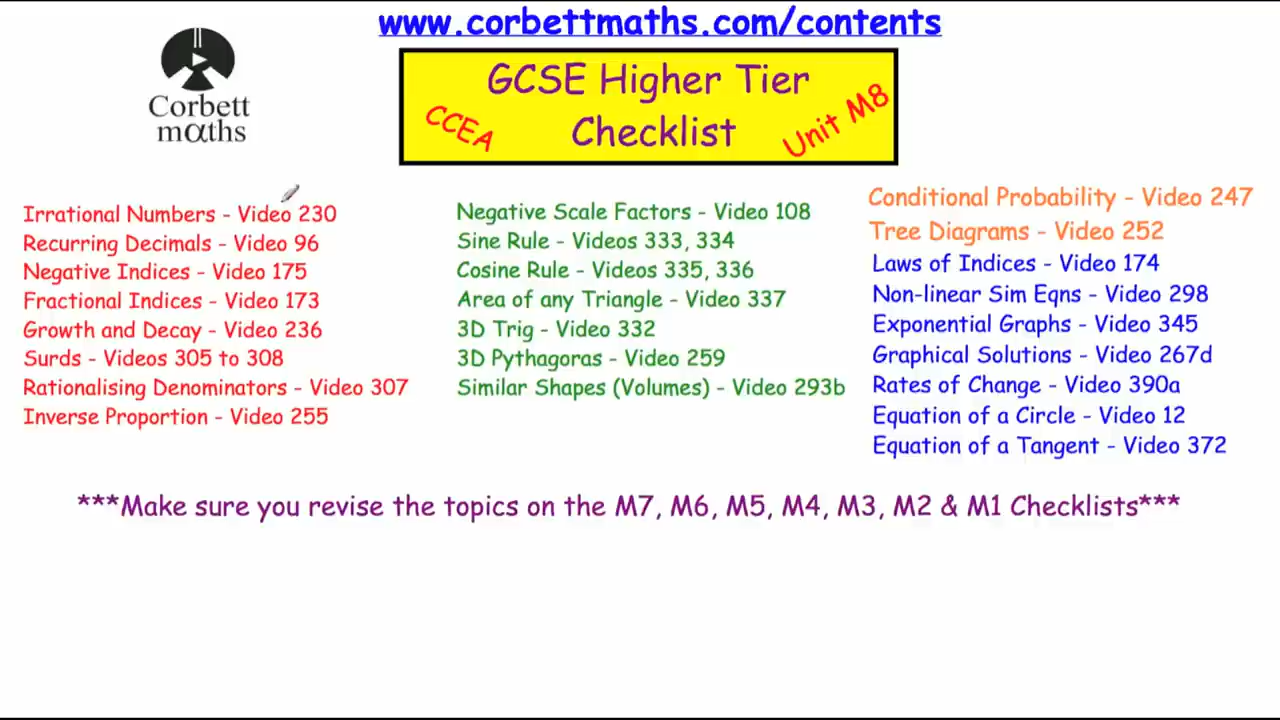 www.corbettmaths.com/contents
Corbett
mαths
GCSE Higher Tier
Checklist
CCEA
Unit M8
Irrational Numbers - Video 230
Recurring Decimals - Video 96
Negative Indices - Video 175
Fractional Indices - Video 173
Growth and Decay - Video 236
Surds - Videos 305 to 308
Rationalising Denominators - Video 307
Inverse Proportion - Video 255
Negative Scale Factors - Video 108
Sine Rule - Videos 333, 334
Cosine Rule - Videos 335, 336
Area of any Triangle - Video 337
3D Trig - Video 332
3D Pythagoras - Video 259
Similar Shapes (Volumes) - Video 293b
Conditional Probability - Video 247
Tree Diagrams - Video 252
Laws of Indices - Video 174
Non-linear Sim Eqns - Video 298
Exponential Graphs - Video 345
Graphical Solutions - Video 267d
Rates of Change - Video 390a
Equation of a Circle - Video 12
Equation of a Tangent - Video 372
***Make sure you revise the topics on the M7, M6, M5, M4, M3, M2 & M1 Checklists***